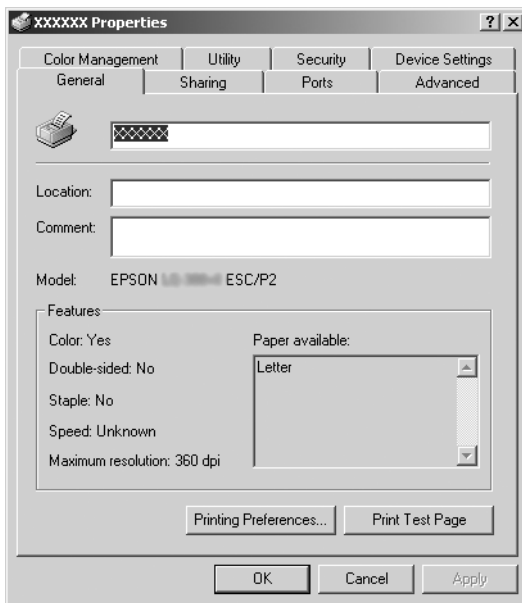 XXXXXX Properties
Color Management Utility Security Device Settings
General Sharing Ports Advanced
XXXXXX
Location:
Comment:
Model: EPSON ESC/P2
Features
Color: Yes Paper available:
Double-sided: No Letter
Staple: No
Speed: Unknown
Maximum resolution: 360 dpi
Printing Preferences... Print Test Page
OK Cancel Apply